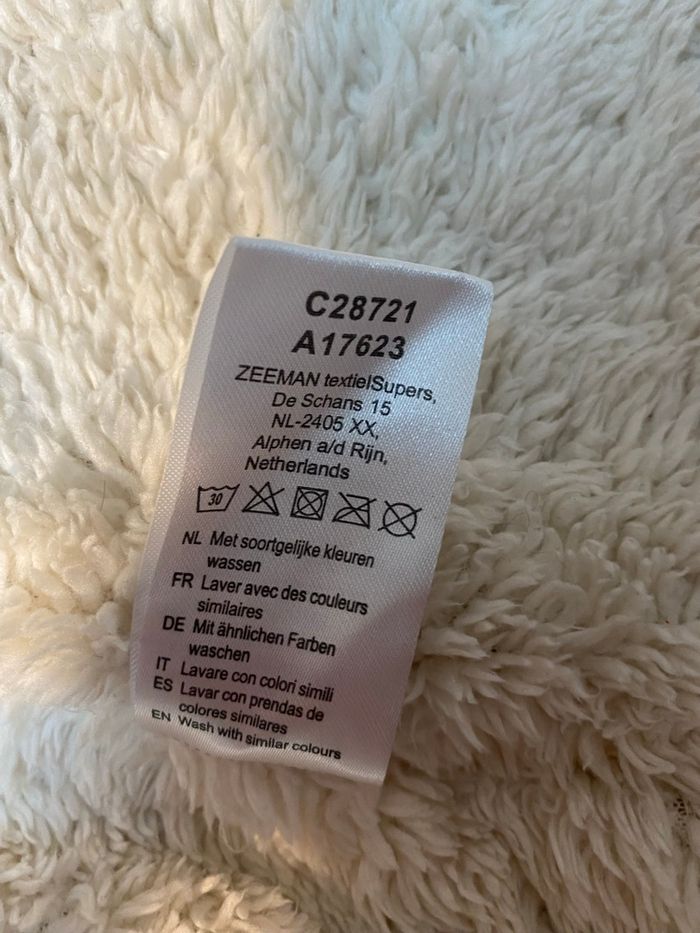 C28721
A17623
ZEEMAN textielSupers,
De Schans 15
NL-2405 XX,
Alphen a/d Rijn,
Netherlands
30
NL Met soortgelijke kleuren
wassen
FR Laver avec des couleurs
similaires
DE Mit ähnlichen Farben
waschen
IT Lavare con colori simili
ES Lavar con prendas de
colores similares
EN Wash with similar colours